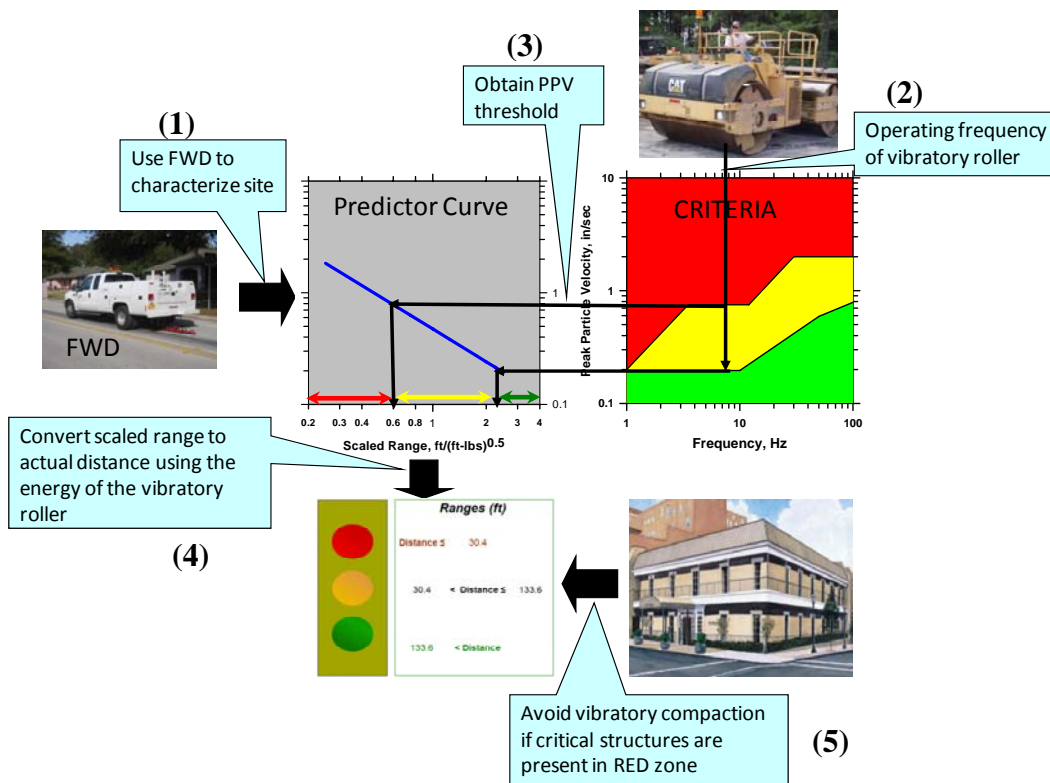 (3)
Obtain PPV
threshold
CAT
(2)
Operating frequency
of vibratory roller
(1)
Use FWD to
characterize site
FWD
Predictor Curve
1
0.1
0.2 0.3 0.4 0.6 0.8 1 2 3 4
Scaled Range, ft/(ft-lbs)0.5
CRITERIA
Peak Particle Velocity, in/sec
10
1
0.1
1 10 100
Frequency, Hz
Convert scaled range to
actual distance using the
energy of the vibratory
roller
(4)
Ranges (ft)
Distance ≤ 30.4
30.4 < Distance ≤ 133.6
133.6 < Distance
Avoid vibratory compaction
if critical structures are
present in RED zone
(5)